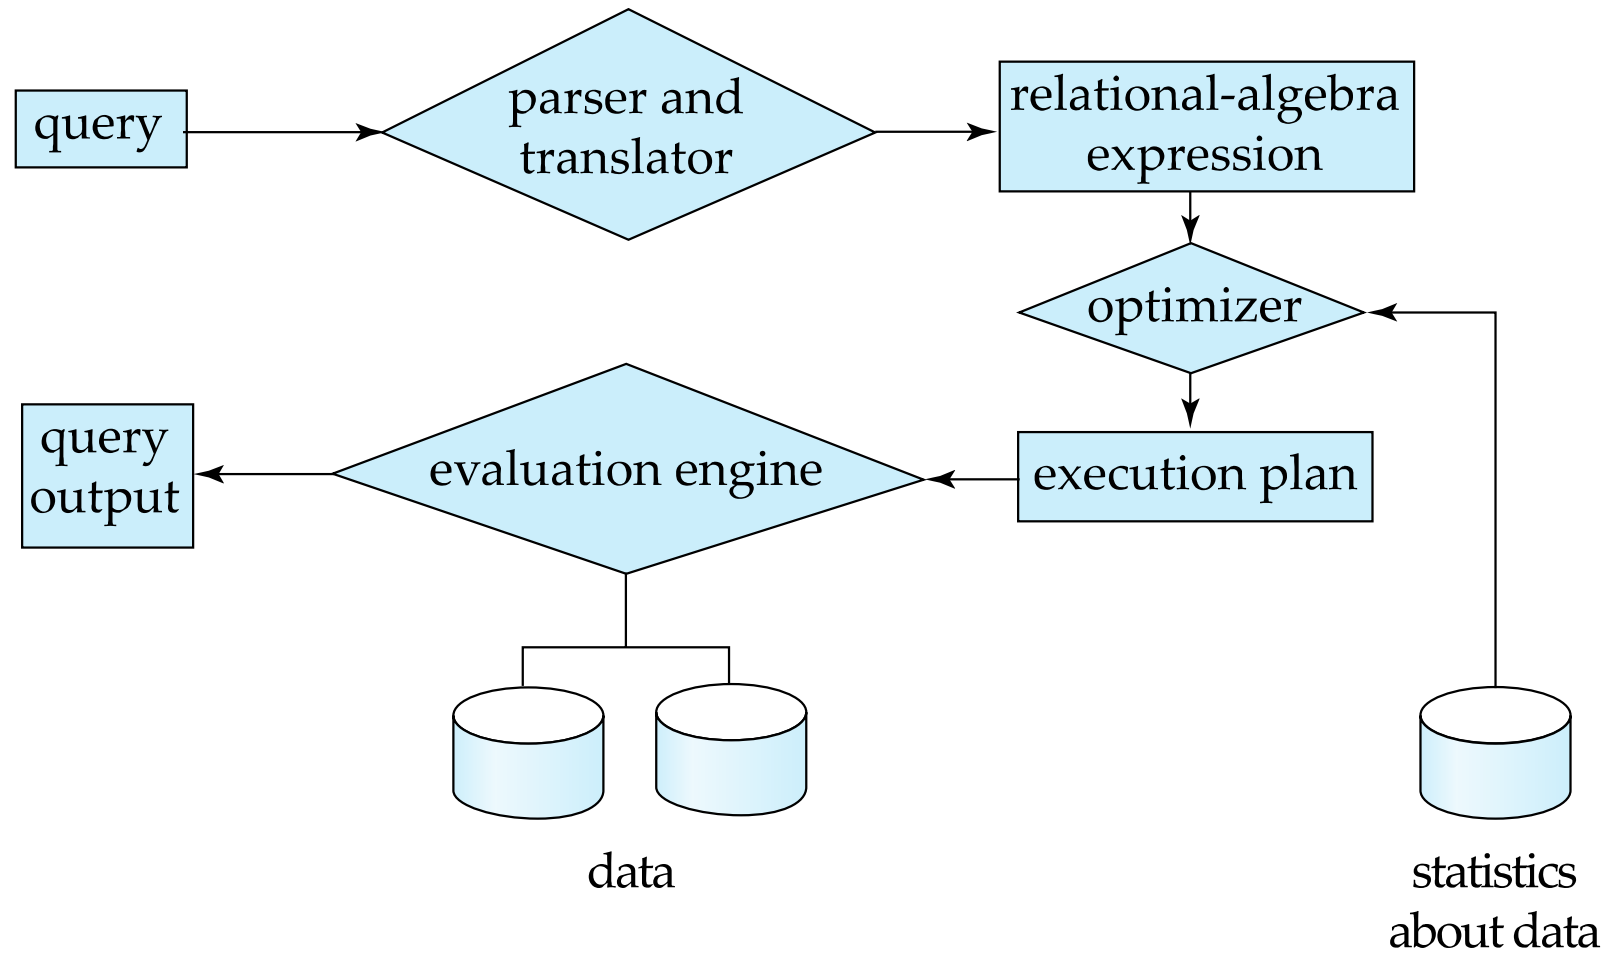 query
parser and
translator
relational-algebra
expression
optimizer
query
output
evaluation engine
execution plan
data
statistics
about data